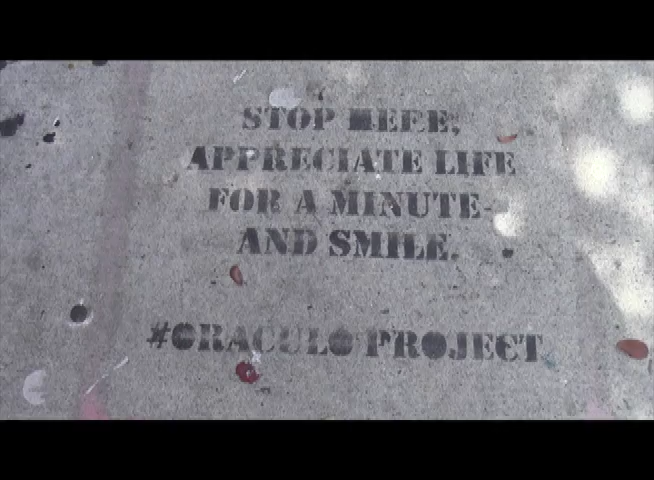 STOP HERE,
APPRECIATE LIFE
FOR A MINUTE
AND SMILE.
#ORACULO PROJECT